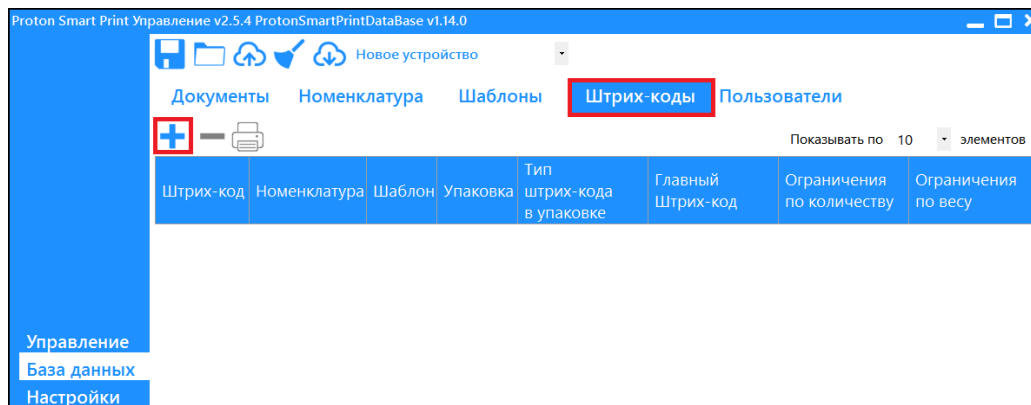 Proton Smart Print Управление v2.5.4 ProtonSmartPrintDataBase v1.14.0
Новое устройство
Документы Номенклатура Шаблоны Штрих-коды Пользователи
Показывать по 10 элементов
Штрих-код Номенклатура Шаблон Упаковка Тип штрих-кода в упаковке Главный Штрих-код Ограничения по количеству Ограничения по весу
Управление
База данных
Настройки